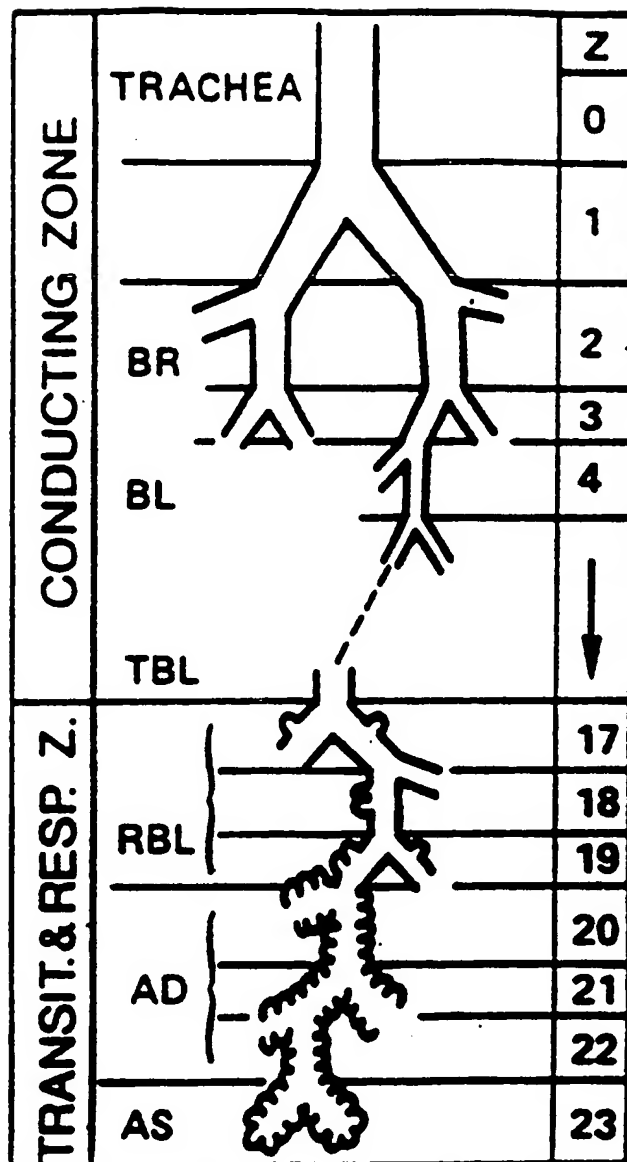 Z
TRACHEA
0
1
BR
2
3
BL
4
TBL
17
18
RBL
19
20
AD
21
22
AS
23
CONDUCTING ZONE
TRANSIT. & RESP. Z.